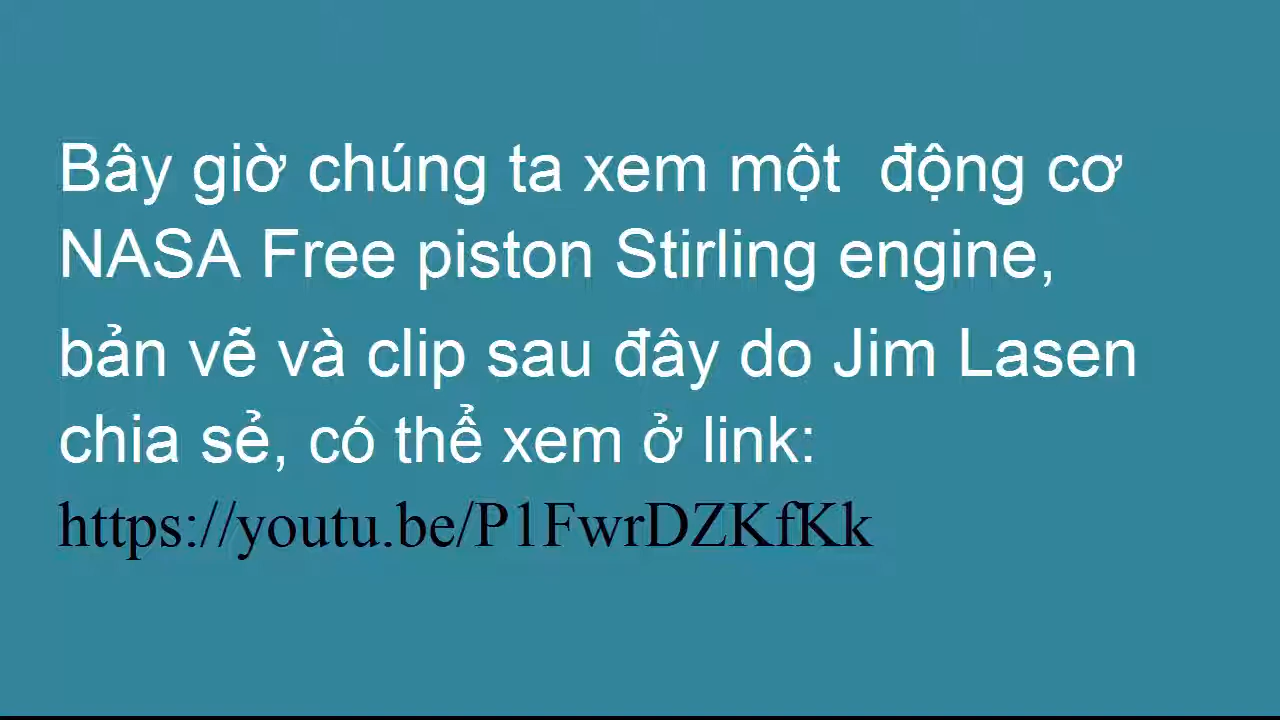 Bây giờ chúng ta xem một động cơ
NASA Free piston Stirling engine,
bản vẽ và clip sau đây do Jim Lasen
chia sẻ, có thể xem ở link:
https://youtu.be/P1FwrDZKfKk